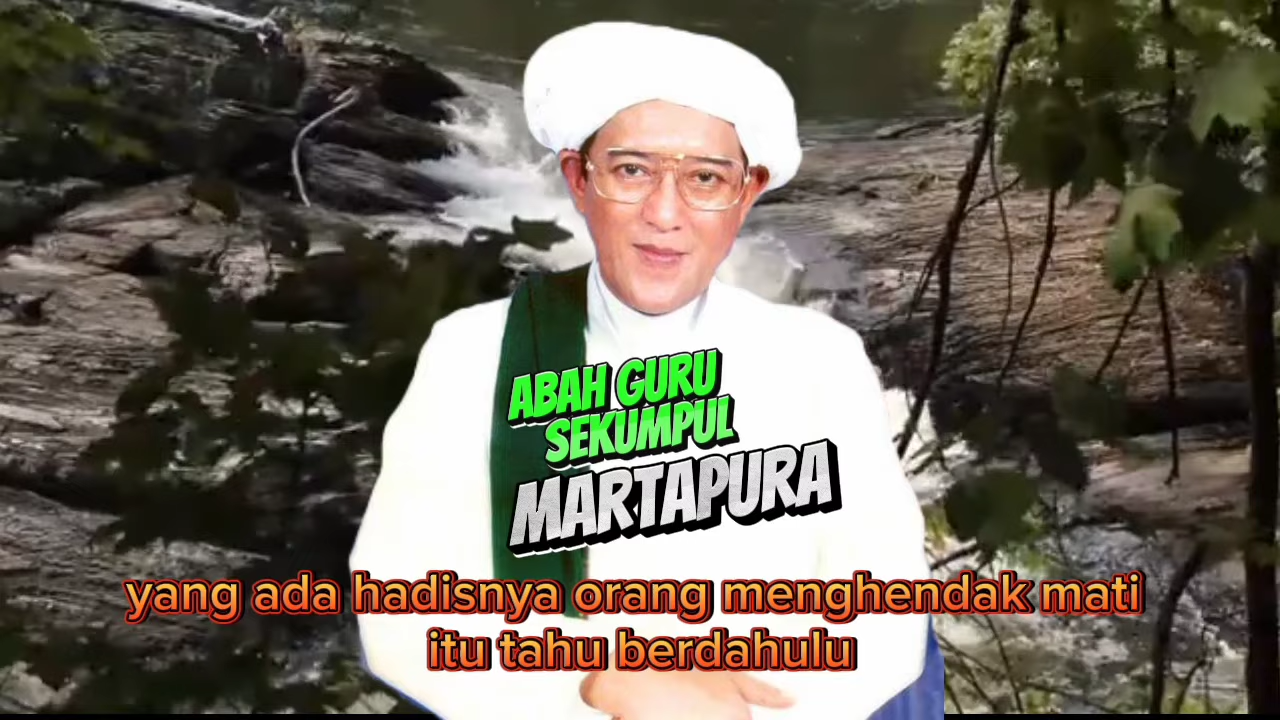 ABAH GURU
SEKUMPUL
MARTAPURA
yang ada hadisnya orang menghendak mati
itu tahu berdahulu